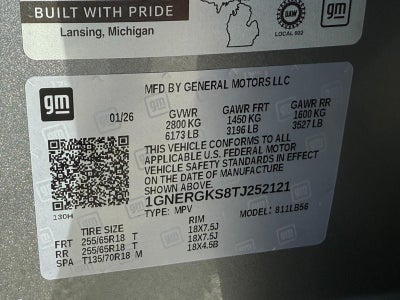 BUILT WITH PRIDE
Lansing, Michigan
UAW
LOCAL 602
gm
gm
MFD BY GENERAL MOTORS LLC
01/26
GVWR GAWR FRT GAWR RR
2800 KG 1450 KG 1600 KG
6173 LB 3196 LB 3527 LB
THIS VEHICLE CONFORMS TO ALL
APPLICABLE U.S. FEDERAL MOTOR
VEHICLE SAFETY STANDARDS IN EFFECT
ON THE DATE OF MANUFACTURE
SHOWN ABOVE.
1GNERGKS8TJ252121
TYPE: MPV MODEL: 811LB56
130H
TIRE SIZE RIM
FRT 255/65R18 T 18X7.5J
RR 255/65R18 T 18X7.5J
SPA T135/70R18 M 18X4.5B